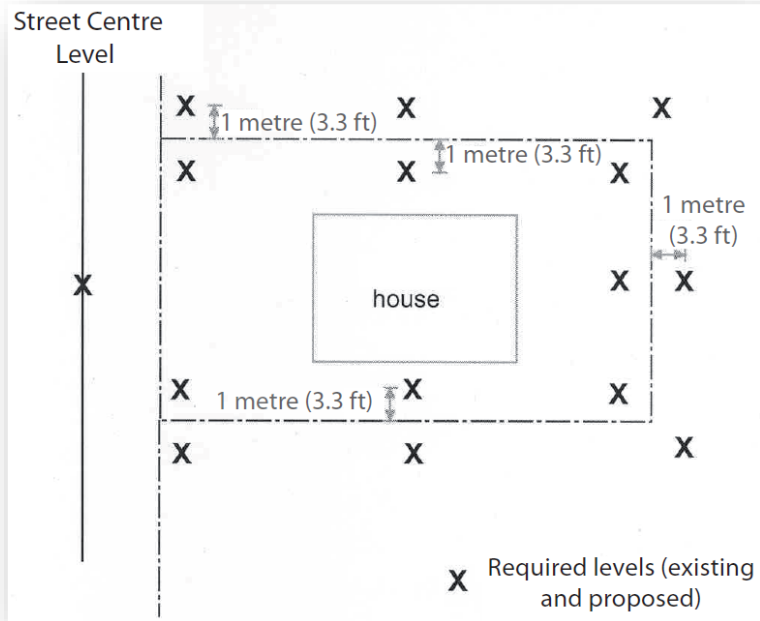 Street Centre
Level
X
X
X
1 metre (3.3 ft)
1 metre (3.3 ft)
X
X
X
1 metre
(3.3 ft)
X
house
X
X
X
1 metre (3.3 ft)
X
X
X
X
X
X Required levels (existing
and proposed)